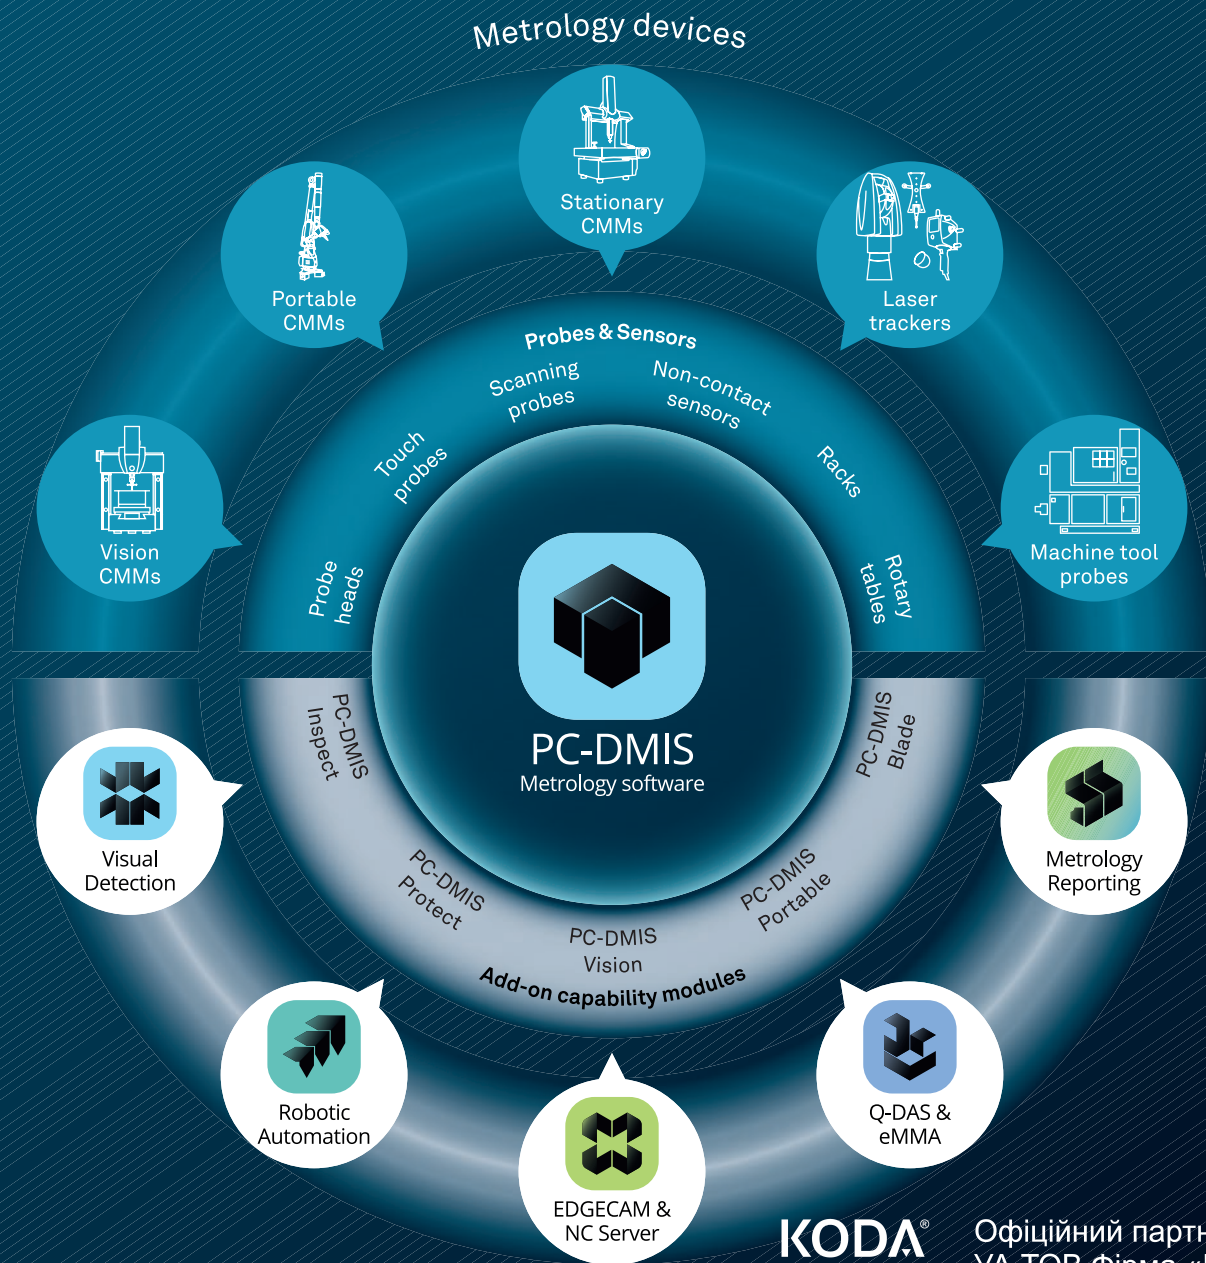 Metrology devices
Stationary
CMMs
Portable
CMMs
Laser
trackers
Vision
CMMs
Machine tool
probes
Probes & Sensors
Scanning
probes
Non-contact
sensors
Touch
probes
Racks
Probe
heads
Rotary
tables
PC-DMIS
Metrology software
PC-DMIS
Inspect
PC-DMIS
Blade
PC-DMIS
Protect
PC-DMIS
Portable
PC-DMIS
Vision
Add-on capability modules
Visual
Detection
Metrology
Reporting
Robotic
Automation
Q-DAS &
eMMA
EDGECAM &
NC Server
KODA®
Офіційний
УА ТОВ Фірма